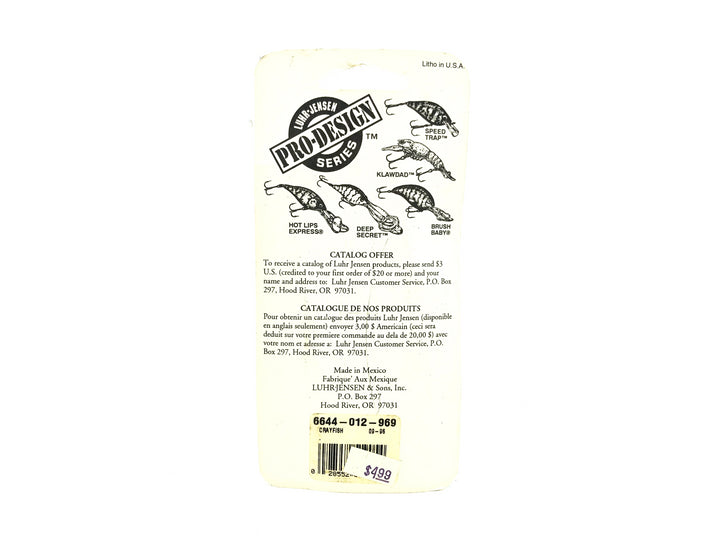 Litho in U.S.A.
LUHR-JENSEN
PRO-DESIGN
SERIES
TM
SPEED
TRAP™
KLAWDAD™
HOT LIPS
EXPRESS®
DEEP
SECRET™
BRUSH
BABY®
CATALOG OFFER
To receive a catalog of Luhr Jensen products, please send $3
U.S. (credited to your first order of $20 or more) and your
name and address to: Luhr Jensen Customer Service, P.O. Box
297, Hood River, OR 97031.
CATALOGUE DE NOS PRODUITS
Pour obtenir un catalogue des produits Luhr Jensen (disponible
en anglais seulement) envoyer 3,00 $ Americain (ceci sera
deduit sur votre premiere commande au dela de 20,00 $) avec
votre nom et adresse a: Luhr Jensen Customer Service, P.O.
Box 297, Hood River, OR 97031.
Made in Mexico
Fabrique' Aux Mexique
LUHR-JENSEN & Sons, Inc.
P.O. Box 297
Hood River, OR 97031
6644-012-969
CRAYFISH 09-96
0 28552
$4.99